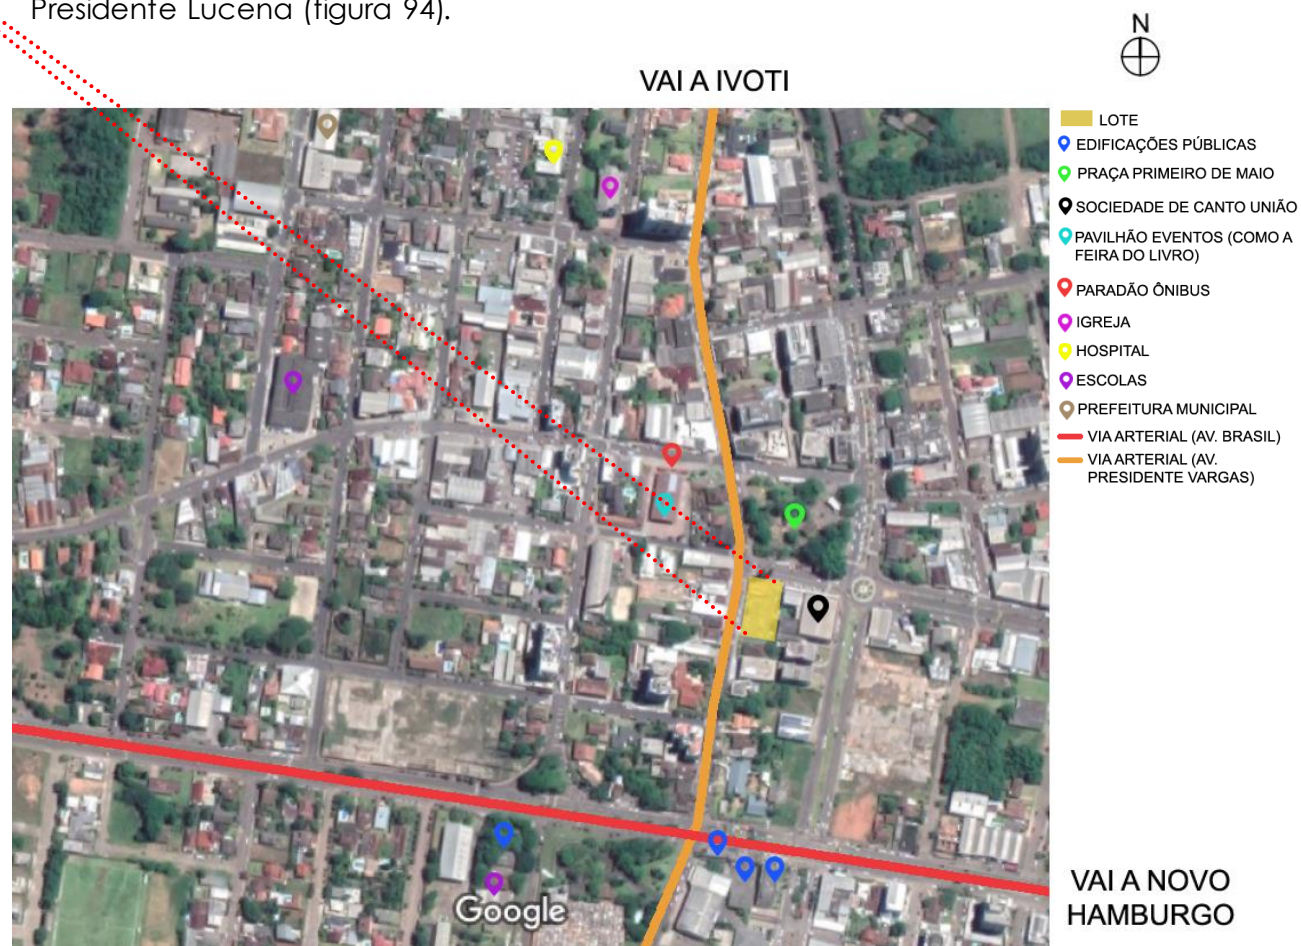 Presidente Lucena (figura 94).
N
VAI A IVOTI
LOTE
EDIFICAÇÕES PÚBLICAS
PRAÇA PRIMEIRO DE MAIO
SOCIEDADE DE CANTO UNIÃO
PAVILHÃO EVENTOS (COMO A
FEIRA DO LIVRO)
PARADÃO ÔNIBUS
IGREJA
HOSPITAL
ESCOLAS
PREFEITURA MUNICIPAL
VIA ARTERIAL (AV. BRASIL)
VIA ARTERIAL (AV.
PRESIDENTE VARGAS)
VAI A NOVO
HAMBURGO
Google